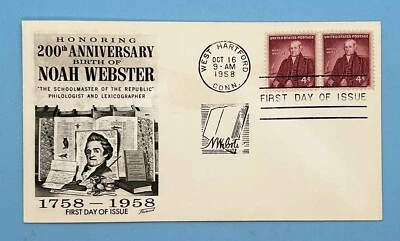 HONORING
200th ANNIVERSARY
BIRTH OF
NOAH WEBSTER
"THE SCHOOLMASTER OF THE REPUBLIC"
PHILOLOGIST AND LEXICOGRAPHER
1758 — 1958
FIRST DAY OF ISSUE
WEST HARTFORD
OCT 16
9-AM
1958
CONN.
UNITED STATES POSTAGE
4¢
UNITED STATES POSTAGE
4¢
FIRST DAY OF ISSUE